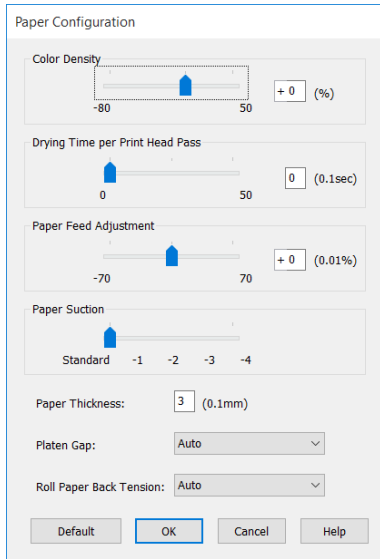 Paper Configuration
Color Density
+ 0 (%)
-80 50
Drying Time per Print Head Pass
0 (0.1sec)
0 50
Paper Feed Adjustment
+ 0 (0.01%)
-70 70
Paper Suction
Standard -1 -2 -3 -4
Paper Thickness: 3 (0.1mm)
Platen Gap: Auto
Roll Paper Back Tension: Auto
Default OK Cancel Help